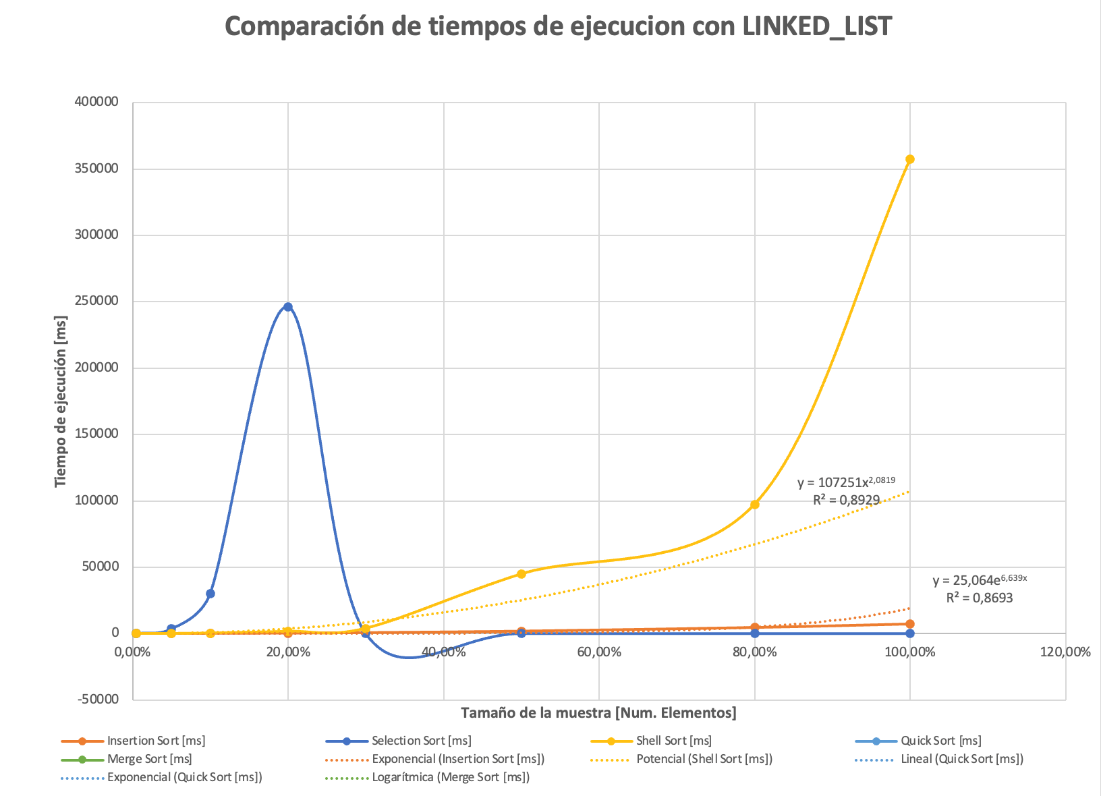 Comparación de tiempos de ejecucion con LINKED_LIST
400000
350000
300000
250000
200000
150000
100000
50000
0
-50000
Tiempo de ejecución [ms]
y = 107251x^2,0819
R² = 0,8929
y = 25,064e^6,639x
R² = 0,8693
0,00% 20,00% 40,00% 60,00% 80,00% 100,00% 120,00%
Tamaño de la muestra [Num. Elementos]
Insertion Sort [ms] Selection Sort [ms] Shell Sort [ms] Quick Sort [ms]
Merge Sort [ms] Exponencial (Insertion Sort [ms]) Potencial (Shell Sort [ms]) Lineal (Quick Sort [ms])
Exponencial (Quick Sort [ms]) Logarítmica (Merge Sort [ms])